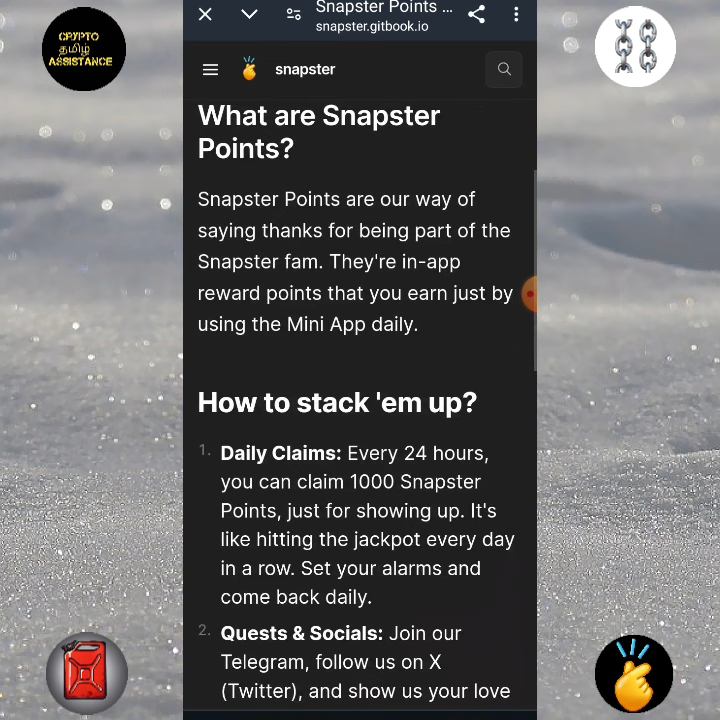 CRYPTO
தமிழ்
ASSISTANCE
Snapster Points ...
snapster.gitbook.io
snapster
What are Snapster
Points?
Snapster Points are our way of
saying thanks for being part of the
Snapster fam. They're in-app
reward points that you earn just by
using the Mini App daily.
How to stack 'em up?
1. Daily Claims: Every 24 hours,
you can claim 1000 Snapster
Points, just for showing up. It's
like hitting the jackpot every day
in a row. Set your alarms and
come back daily.
2. Quests & Socials: Join our
Telegram, follow us on X
(Twitter), and show us your love